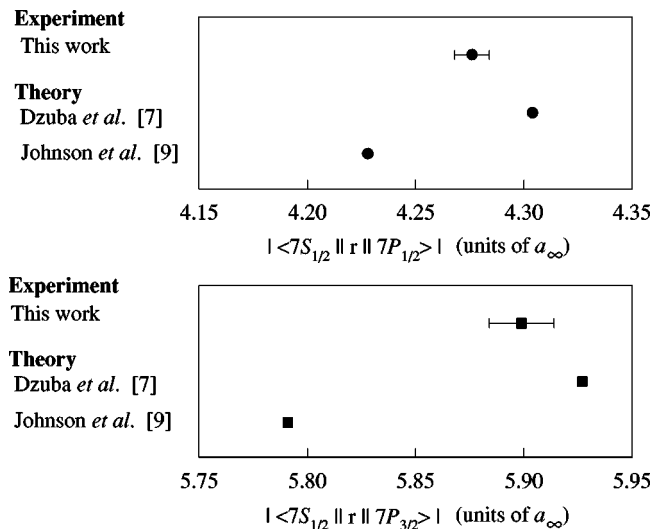 Experiment
This work
Theory
Dzuba et al. [7]
Johnson et al. [9]
4.15 4.20 4.25 4.30 4.35
| <7S1/2 || r || 7P1/2> | (units of a∞)
Experiment
This work
Theory
Dzuba et al. [7]
Johnson et al. [9]
5.75 5.80 5.85 5.90 5.95
| <7S1/2 || r || 7P3/2> | (units of a∞)